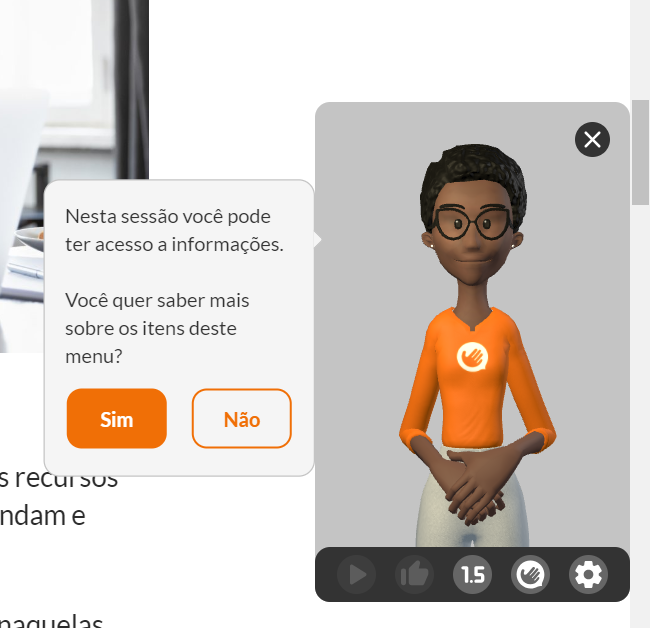 Nesta sessão você pode
ter acesso a informações.
Você quer saber mais
sobre os itens deste
menu?
Sim
Não
s recursos
ndam e
naquelas
1.5